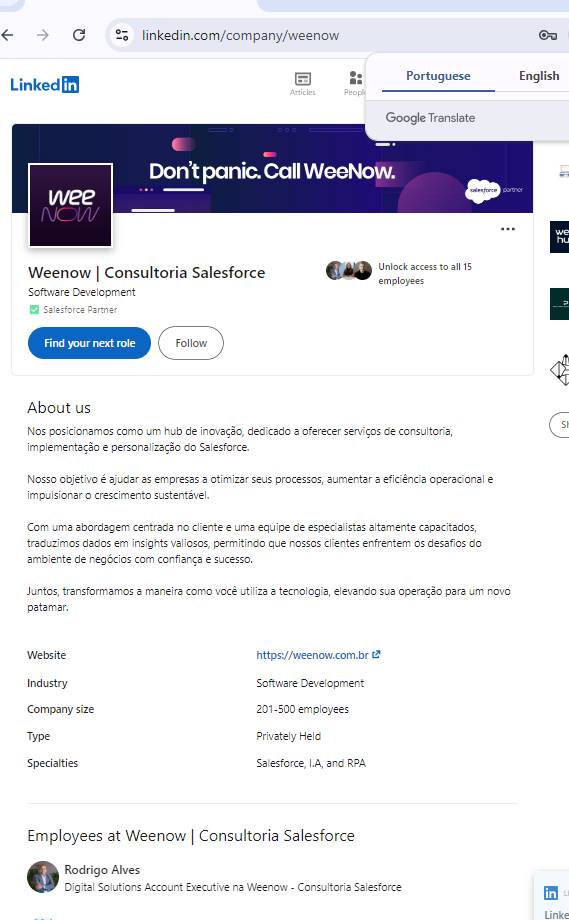 linkedin.com/company/weenow
Portuguese English
Google Translate
LinkedIn
Articles
Don't panic. Call WeeNow.
salesforce partner
wee
NOW
Weenow | Consultoria Salesforce
Software Development
Salesforce Partner
Unlock access to all 15
employees
Find your next role Follow
About us
Nos posicionamos como um hub de inovação, dedicado a oferecer serviços de consultoria,
implementação e personalização do Salesforce.
Nosso objetivo é ajudar as empresas a otimizar seus processos, aumentar a eficiência operacional e
impulsionar o crescimento sustentável.
Com uma abordagem centrada no cliente e uma equipe de especialistas altamente capacitados,
traduzimos dados em insights valiosos, permitindo que nossos clientes enfrentem os desafios do
ambiente de negócios com confiança e sucesso.
Juntos, transformamos a maneira como você utiliza a tecnologia, elevando sua operação para um novo
patamar.
Website https://weenow.com.br
Industry Software Development
Company size 201-500 employees
Type Privately Held
Specialties Salesforce, I.A, and RPA
Employees at Weenow | Consultoria Salesforce
Rodrigo Alves
Digital Solutions Account Executive na Weenow - Consultoria Salesforce